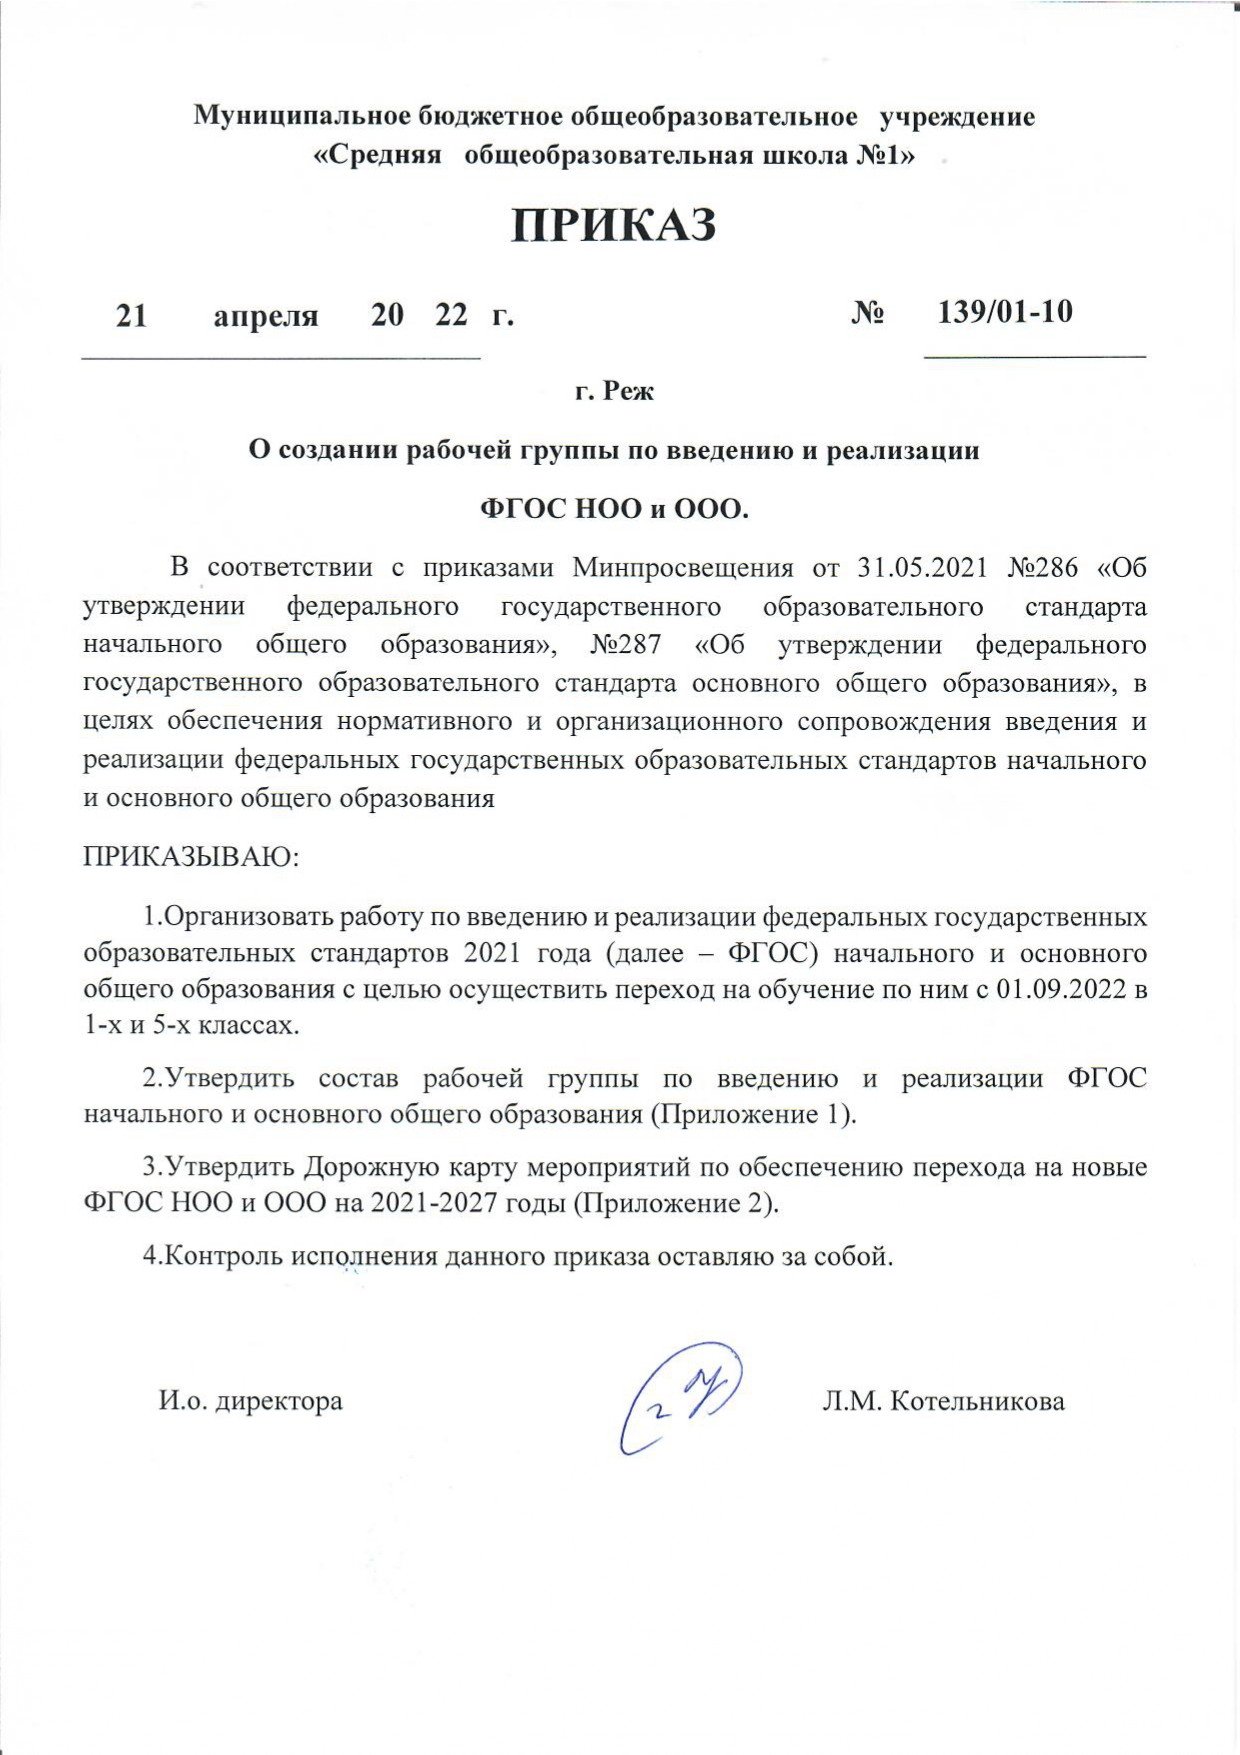 Муниципальное бюджетное общеобразовательное учреждение
«Средняя общеобразовательная школа №1»
ПРИКАЗ
21 апреля 20 22 г. № 139/01-10
г. Реж
О создании рабочей группы по введению и реализации
ФГОС НОО и ООО.
В соответствии с приказами Минпросвещения от 31.05.2021 №286 «Об
утверждении федерального государственного образовательного стандарта
начального общего образования», №287 «Об утверждении федерального
государственного образовательного стандарта основного общего образования», в
целях обеспечения нормативного и организационного сопровождения введения и
реализации федеральных государственных образовательных стандартов начального
и основного общего образования
ПРИКАЗЫВАЮ:
1.Организовать работу по введению и реализации федеральных государственных
образовательных стандартов 2021 года (далее – ФГОС) начального и основного
общего образования с целью осуществить переход на обучение по ним с 01.09.2022 в
1-х и 5-х классах.
2.Утвердить состав рабочей группы по введению и реализации ФГОС
начального и основного общего образования (Приложение 1).
3.Утвердить Дорожную карту мероприятий по обеспечению перехода на новые
ФГОС НОО и ООО на 2021-2027 годы (Приложение 2).
4.Контроль исполнения данного приказа оставляю за собой.
И.о. директора Л.М. Котельникова